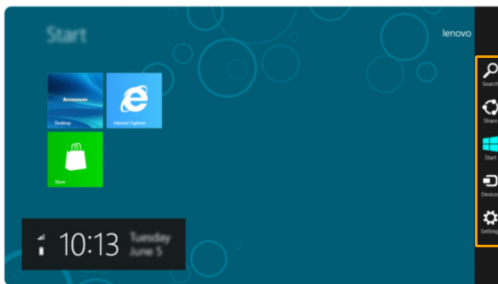 Start
lenovo
Search
Share
Start
Devices
Settings
Desktop
Internet Explorer
Store
10:13
Tuesday
June 5